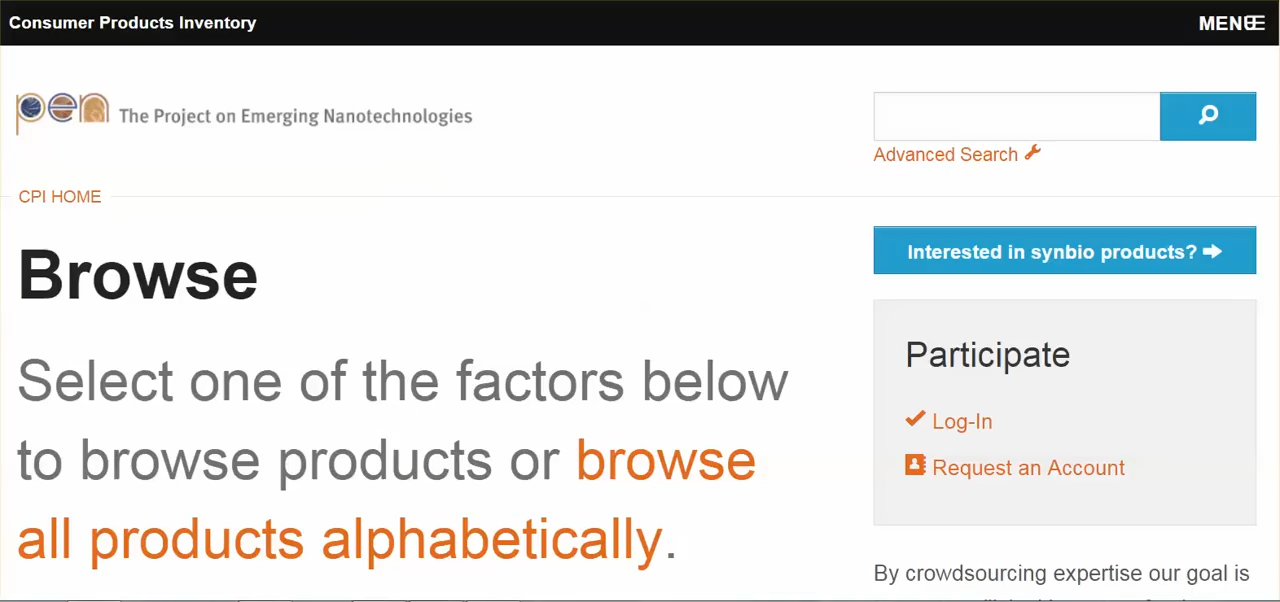 Consumer Products Inventory
MENU
pen The Project on Emerging Nanotechnologies
Advanced Search
CPI HOME
Interested in synbio products?
Browse
Select one of the factors below
to browse products or browse
all products alphabetically.
Participate
Log-In
Request an Account
By crowdsourcing expertise our goal is